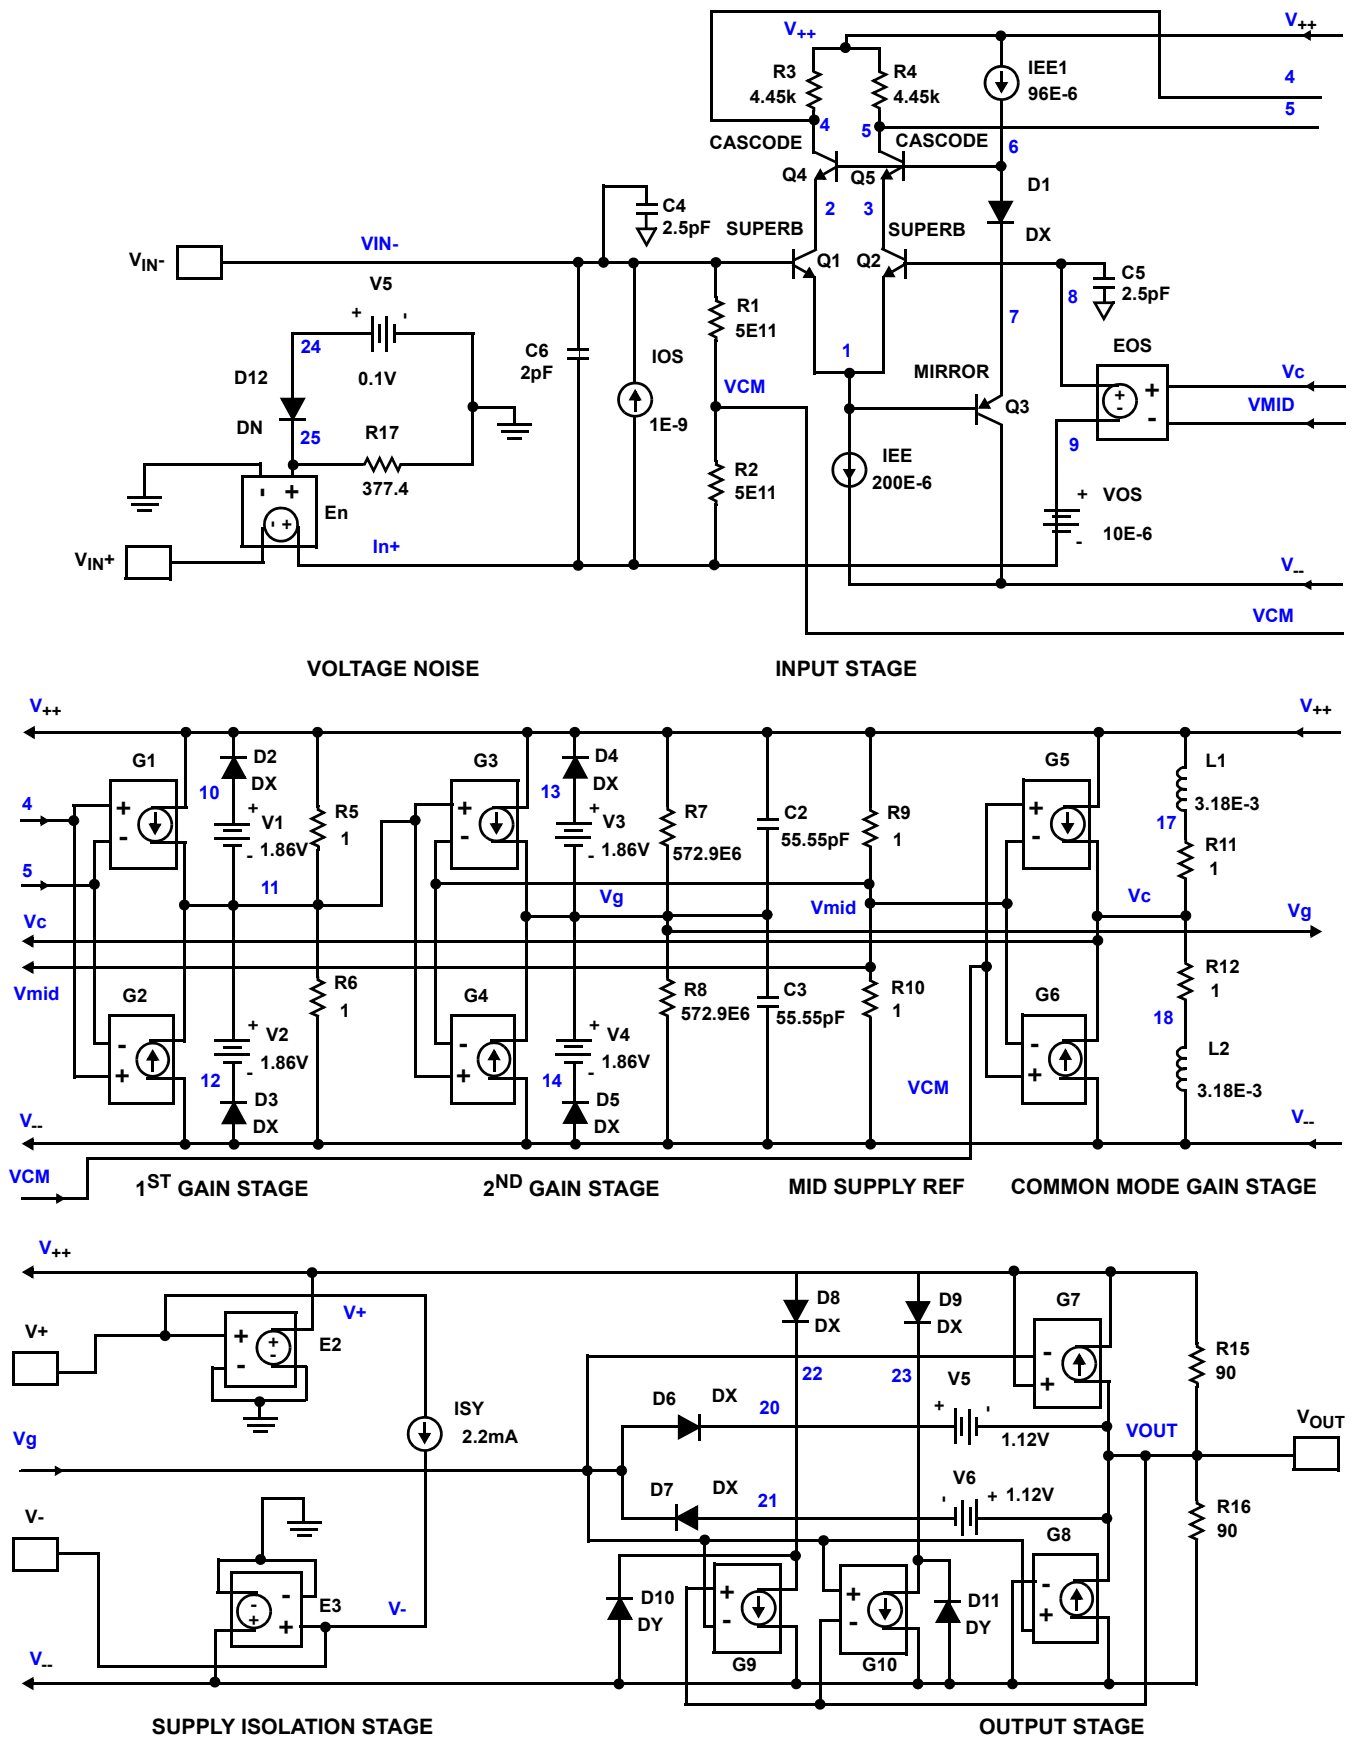 V++
V++
R3
4.45k
R4
4.45k
IEE1
96E-6
4
5
4
5
6
CASCODE
CASCODE
Q4
Q5
D1
DX
C4
2.5pF
2
3
SUPERB
SUPERB
VIN-
VIN-
Q1
Q2
C5
2.5pF
8
V5
+ -
R1
5E11
7
24
1
EOS
C6
2pF
IOS
D12
0.1V
VCM
MIRROR
Vc
+
-
+
-
Q3
VMID
DN
25
R17
1E-9
9
377.4
R2
5E11
IEE
200E-6
- +
En
- +
+ VOS
10E-6
-
VIN+
In+
V--
VCM
VOLTAGE NOISE
INPUT STAGE
V++
V++
G1
D2
DX
G3
D4
DX
G5
L1
10
13
3.18E-3
4
+
-
+
V1
1.86V
-
R5
1
+
-
+
V3
1.86V
-
R7
572.9E6
C2
55.55pF
R9
1
+
-
17
R11
1
5
11
Vg
Vmid
Vc
Vg
Vc
Vmid
G2
R6
1
G4
R8
572.9E6
C3
55.55pF
R10
1
G6
R12
1
18
-
+
+
V2
1.86V
-
-
+
+
V4
1.86V
-
-
+
L2
3.18E-3
12
14
VCM
D3
DX
D5
DX
V--
V--
VCM
1ST GAIN STAGE
2ND GAIN STAGE
MID SUPPLY REF
COMMON MODE GAIN STAGE
V++
V+
V+
+
-
+
-
E2
D8
DX
D9
DX
G7
-
+
R15
90
22
23
V5
+ -
ISY
2.2mA
D6
DX
20
1.12V
VOUT
VOUT
Vg
V6
D7
DX
21
- + 1.12V
V-
R16
90
G8
-
+
E3
-
+
-
+
V-
D10
DY
+
-
+
-
D11
DY
-
+
V--
G9
G10
SUPPLY ISOLATION STAGE
OUTPUT STAGE